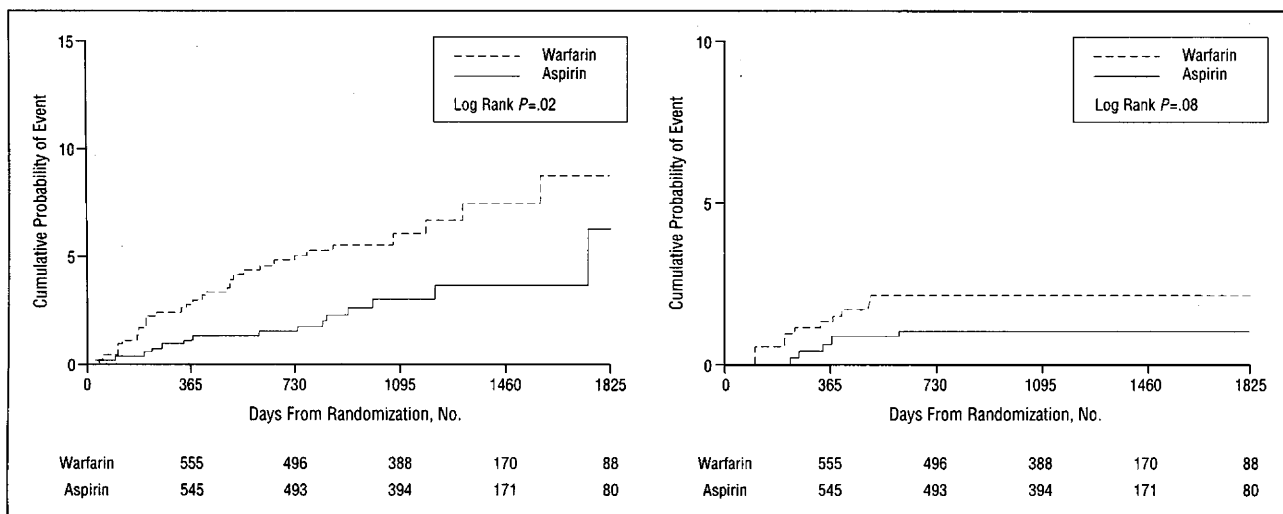 15
10
5
0
Cumulative Probability of Event
Warfarin
Aspirin
Log Rank P=.02
0 365 730 1095 1460 1825
Days From Randomization, No.
Warfarin 555 496 388 170 88
Aspirin 545 493 394 171 80
10
5
0
Cumulative Probability of Event
Warfarin
Aspirin
Log Rank P=.08
0 365 730 1095 1460 1825
Days From Randomization, No.
Warfarin 555 496 388 170 88
Aspirin 545 493 394 171 80